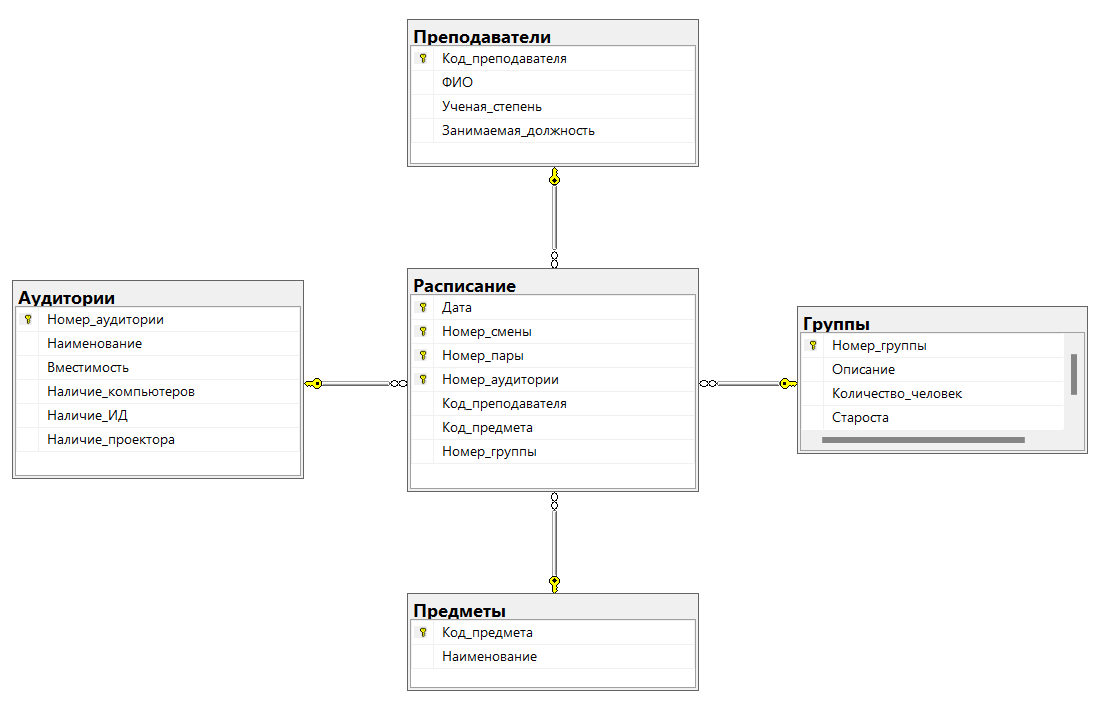 Преподаватели
Код_преподавателя
ФИО
Ученая_степень
Занимаемая_должность
Аудитории
Номер_аудитории
Наименование
Вместимость
Наличие_компьютеров
Наличие_ИД
Наличие_проектора
Расписание
Дата
Номер_смены
Номер_пары
Номер_аудитории
Код_преподавателя
Код_предмета
Номер_группы
Группы
Номер_группы
Описание
Количество_человек
Староста
Предметы
Код_предмета
Наименование